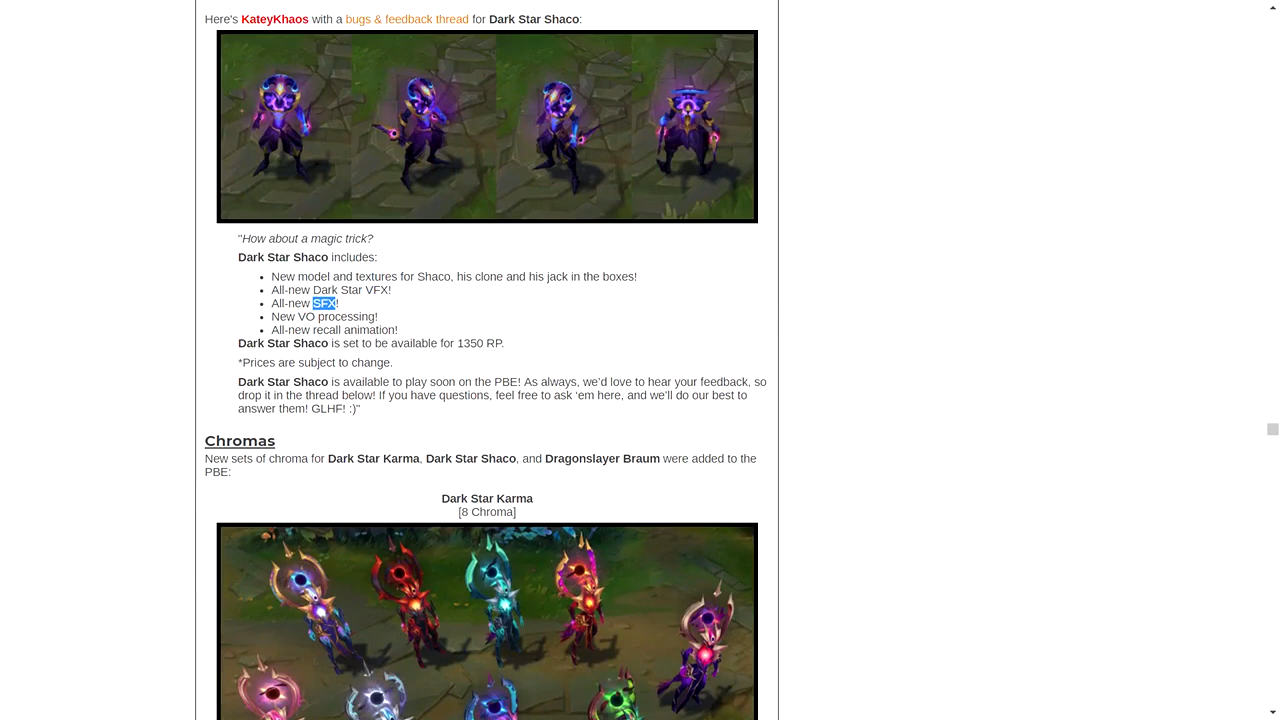 Here's KateyKhaos with a bugs & feedback thread for Dark Star Shaco:
"How about a magic trick?
Dark Star Shaco includes:
• New model and textures for Shaco, his clone and his jack in the boxes!
• All-new Dark Star VFX!
• All-new SFX!
• New VO processing!
• All-new recall animation!
Dark Star Shaco is set to be available for 1350 RP.
*Prices are subject to change.
Dark Star Shaco is available to play soon on the PBE! As always, we’d love to hear your feedback, so
drop it in the thread below! If you have questions, feel free to ask ‘em here, and we’ll do our best to
answer them! GLHF! :)"
Chromas
New sets of chroma for Dark Star Karma, Dark Star Shaco, and Dragonslayer Braum were added to the
PBE:
Dark Star Karma
[8 Chroma]